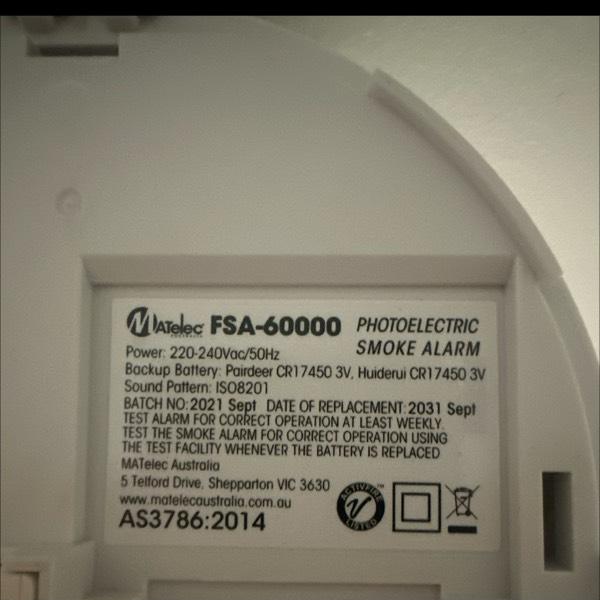 MATelec FSA-60000 PHOTOELECTRIC
AUSTRALIA
SMOKE ALARM
Power: 220-240Vac/50Hz
Backup Battery: Pairdeer CR17450 3V, Huiderui CR17450 3V
Sound Pattern: ISO8201
BATCH NO: 2021 Sept DATE OF REPLACEMENT: 2031 Sept
TEST ALARM FOR CORRECT OPERATION AT LEAST WEEKLY.
TEST THE SMOKE ALARM FOR CORRECT OPERATION USING
THE TEST FACILITY WHENEVER THE BATTERY IS REPLACED
MATelec Australia
5 Telford Drive, Shepparton VIC 3630
www.matelecaustralia.com.au
AS3786:2014
ACTIVFIRE
LISTED